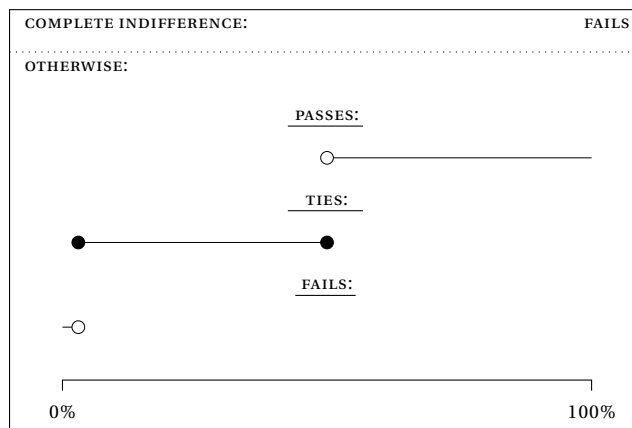 COMPLETE INDIFFERENCE: FAILS
OTHERWISE:
PASSES:
TIES:
FAILS:
0% 100%